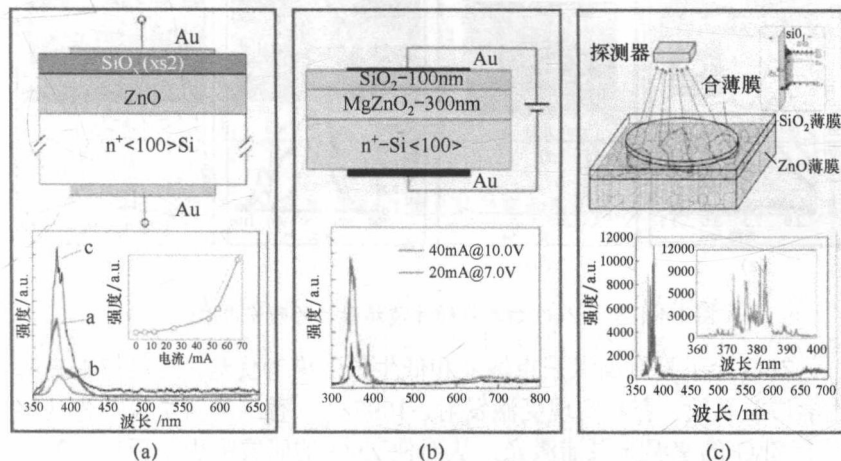 Au
SiOx(xs2)
ZnO
n+<100>Si
Au
c
a
b
强度/a.u.
强度/a.u.
0 10 20 30 40 50 60 70
电流 /mA
350 400 450 500 550 600 650
波长 /nm
(a)
Au
SiO₂-100nm
MgZnO₂-300nm
n+-Si<100>
Au
40mA@10.0V
20mA@7.0V
强度/a.u.
300 400 500 600 700 800
波长/nm
(b)
探测器
合薄膜
SiO₂薄膜
ZnO薄膜
12000
10000
8000
6000
4000
2000
0
强度/a.u.
12000
9000
6000
3000
0
强度/a.u.
360 370 380 390 400
波长 /nm
350 400 450 500 550 600 650 700
波长 /nm
(c)